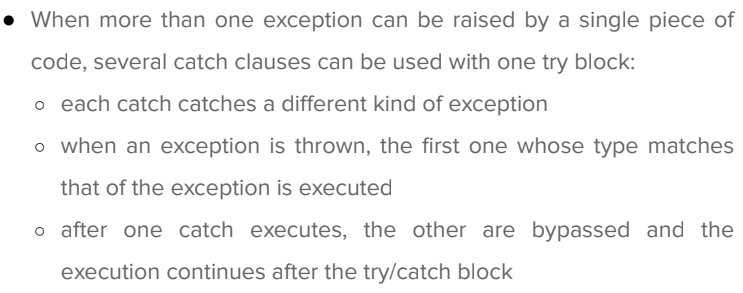 ● When more than one exception can be raised by a single piece of
code, several catch clauses can be used with one try block:
○ each catch catches a different kind of exception
○ when an exception is thrown, the first one whose type matches
that of the exception is executed
○ after one catch executes, the other are bypassed and the
execution continues after the try/catch block